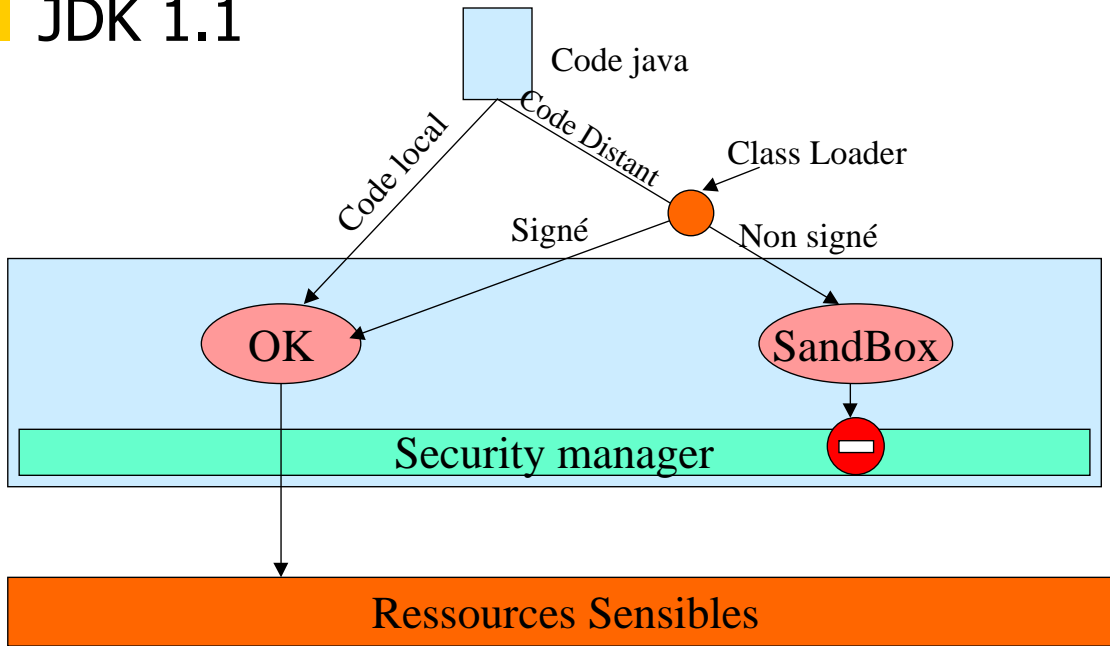 JDK 1.1
Code java
Code local
Code Distant
Class Loader
Signé
Non signé
OK
SandBox
Security manager
Ressources Sensibles